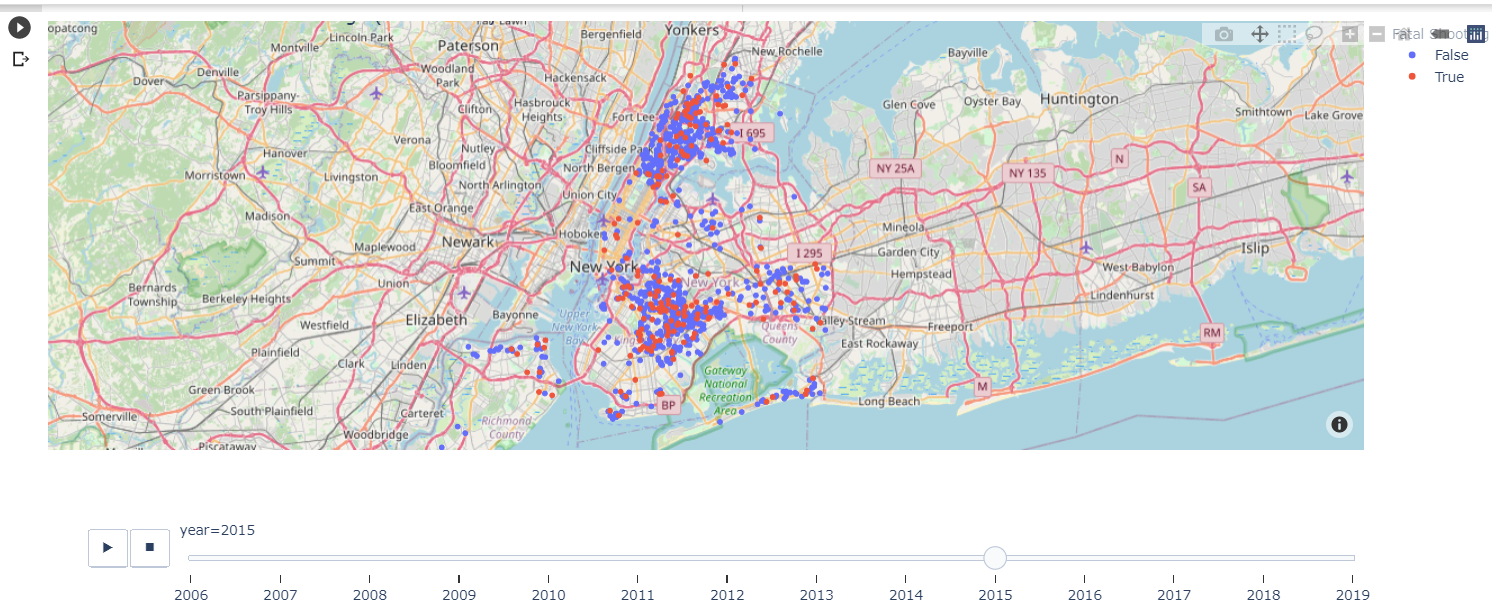 opatcong
Lincoln Park
Bergenfield
Yonkers
Montville
Paterson
New Rochelle
Bayville
False
Denville
Woodland
Park
Hackensack
True
Dover
Parsippany-
Troy Hills
Clifton
Hasbrouck
Heights
Fort Lee
Glen Cove
Oyster Bay
Huntington
Smithtown
Lake Grove
Verona
Nutley
I 695
Hanover
Bloomfield
Cliffside Park
N
Morristown
Livingston
North Arlington
North Bergen
NY 25A
NY 135
SA
East Orange
Union City
Madison
Newark
Hoboken
Mineola
Maplewood
I 295
Garden City
Islip
Summit
New York
Hempstead
West Babylon
Bernards
Township
Berkeley Heights
Union
New York
Lindenhurst
Elizabeth
Bayonne
Upper
New York
Bay
Queens
County
Valley Stream
Freeport
RM
Westfield
East Rockaway
Plainfield
Clark
Linden
Gateway
National
Recreation
Area
M
Green Brook
BP
Long Beach
Somerville
South Plainfield
Carteret
Richmond
County
Woodbridge
Piscataway
year=2015
2006 2007 2008 2009 2010 2011 2012 2013 2014 2015 2016 2017 2018 2019